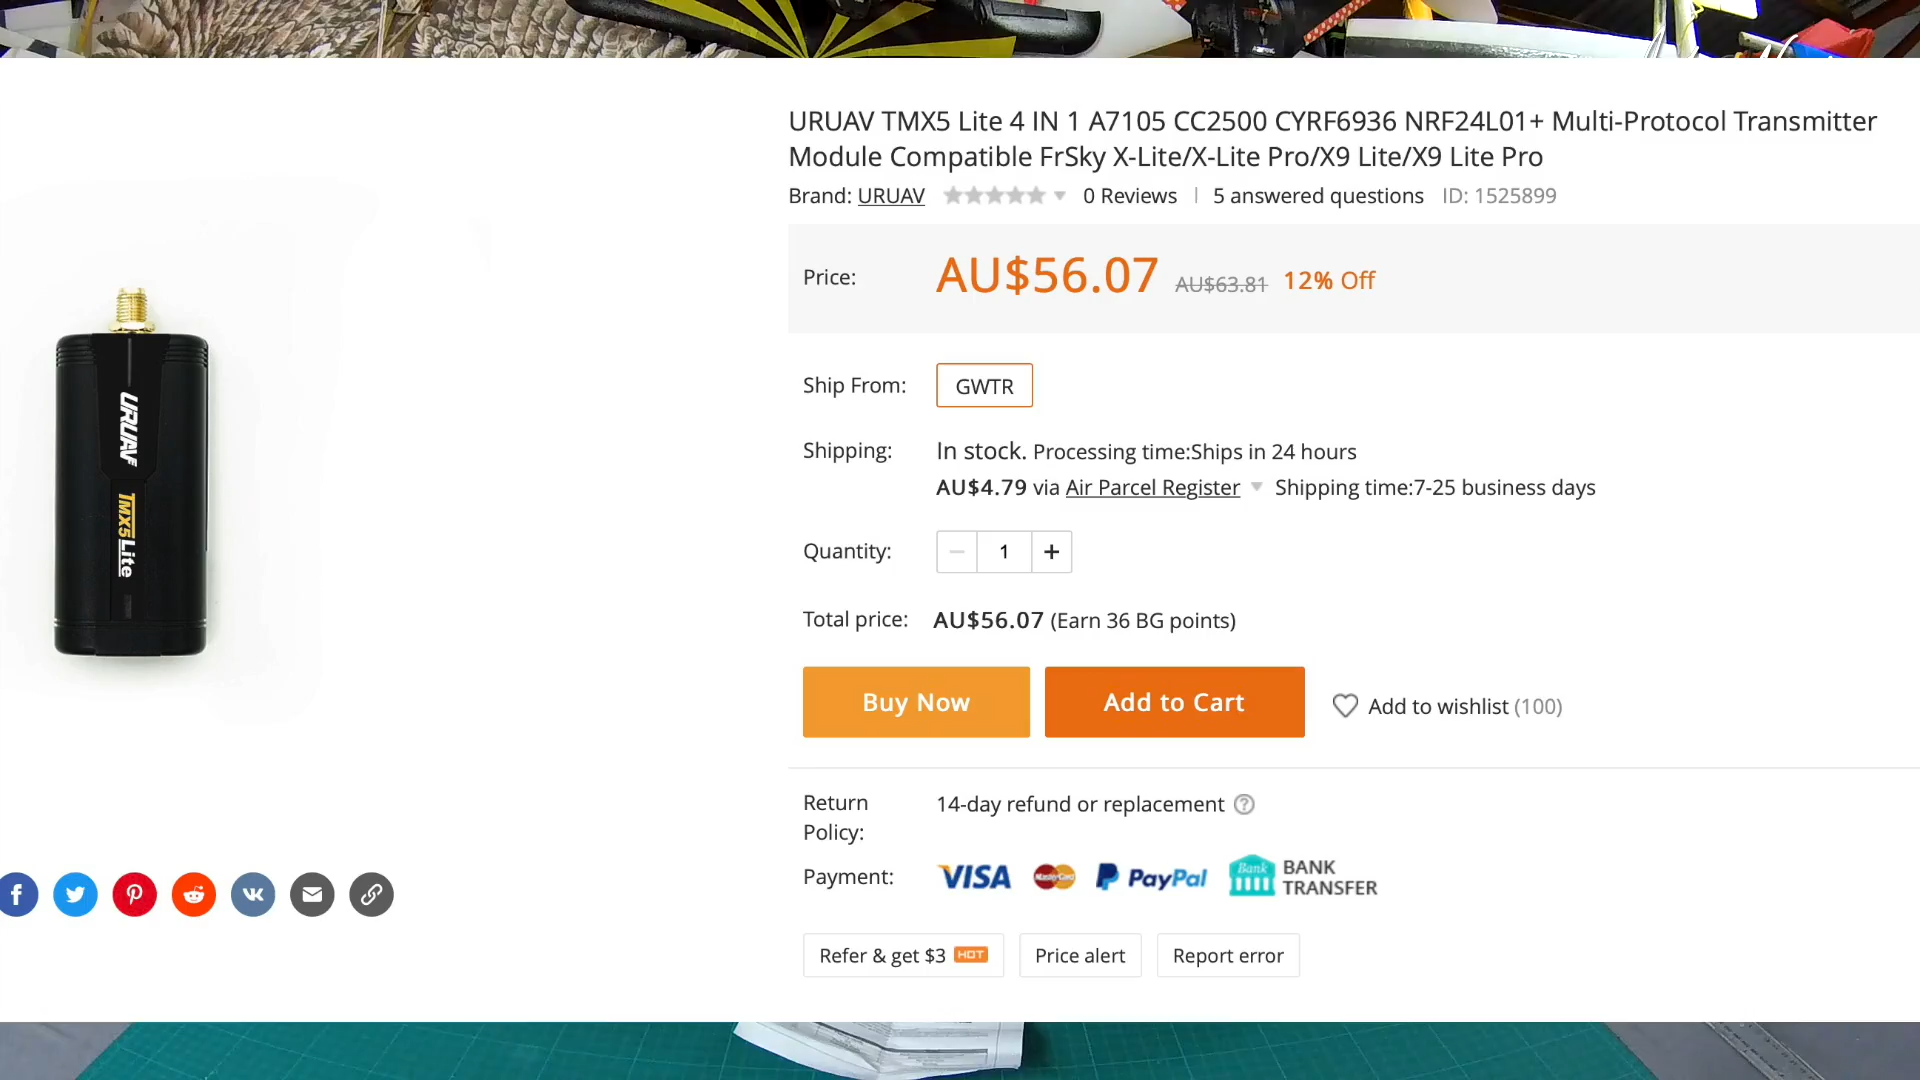 URUAV TMX5 Lite 4 IN 1 A7105 CC2500 CYRF6936 NRF24L01+ Multi-Protocol Transmitter
Module Compatible FrSky X-Lite/X-Lite Pro/X9 Lite/X9 Lite Pro
Brand: URUAV 0 Reviews | 5 answered questions ID: 1525899
Price: AU$56.07 AU$63.81 12% Off
Ship From: GWTR
Shipping: In stock. Processing time:Ships in 24 hours
AU$4.79 via Air Parcel Register Shipping time:7-25 business days
Quantity: − 1 +
Total price: AU$56.07 (Earn 36 BG points)
Buy Now Add to Cart Add to wishlist (100)
Return Policy: 14-day refund or replacement ?
Payment: VISA MasterCard PayPal Bank BANK TRANSFER
Refer & get $3 HOT Price alert Report error
URUAV
TMX5Lite